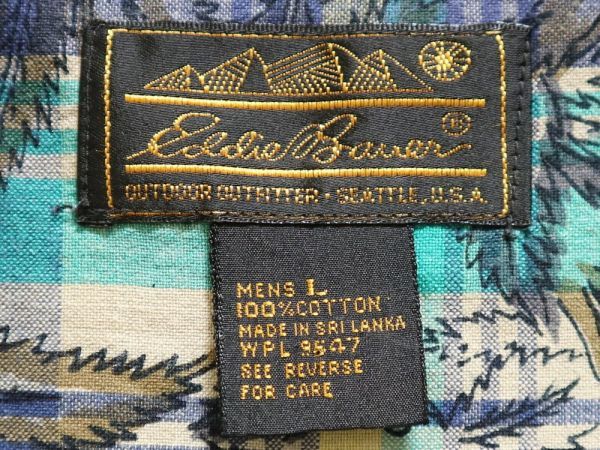 Eddie Bauer®
OUTDOOR OUTFITTER · SEATTLE, U.S.A.
MENS L
100% COTTON
MADE IN SRI LANKA
WPL 9547
SEE REVERSE
FOR CARE